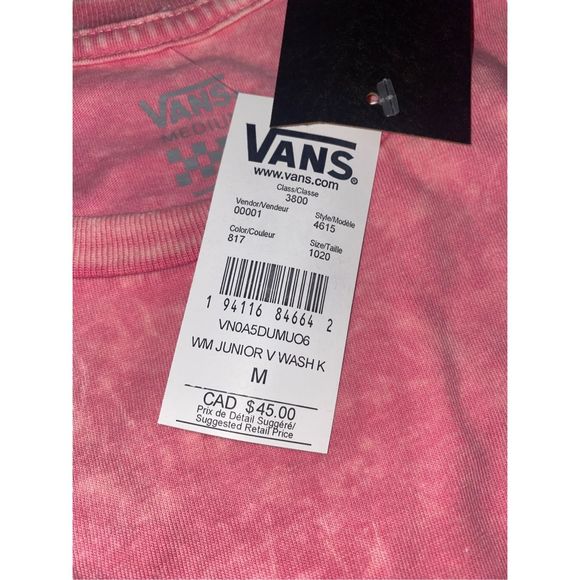 VANS
MEDIUM
VANS
www.vans.com
Class/Classe
3800
Vendor/Vendeur
00001
Style/Modèle
4615
Color/Couleur
817
Size/Taille
1020
1 94116 84664 2
VN0A5DUMUO6
WM JUNIOR V WASH K
M
CAD $45.00
Prix de Détail Suggéré/
Suggested Retail Price